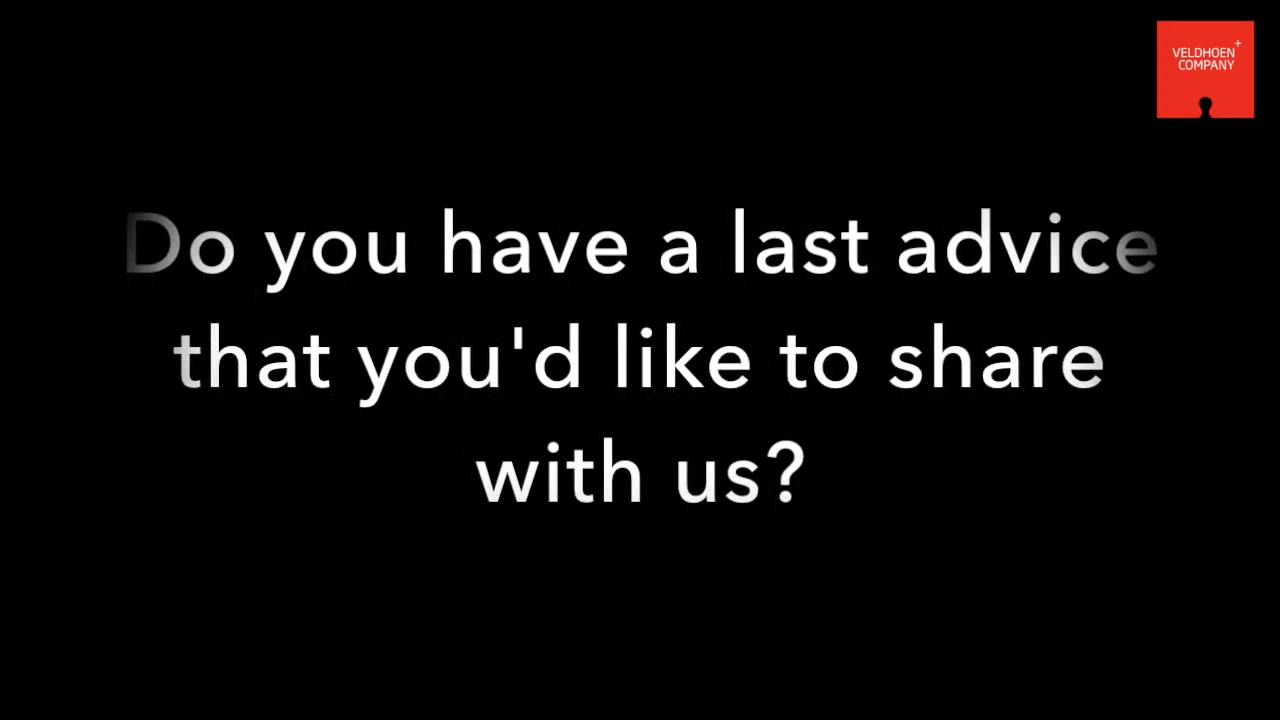 VELDHOEN+
COMPANY
Do you have a last advice
that you'd like to share
with us?